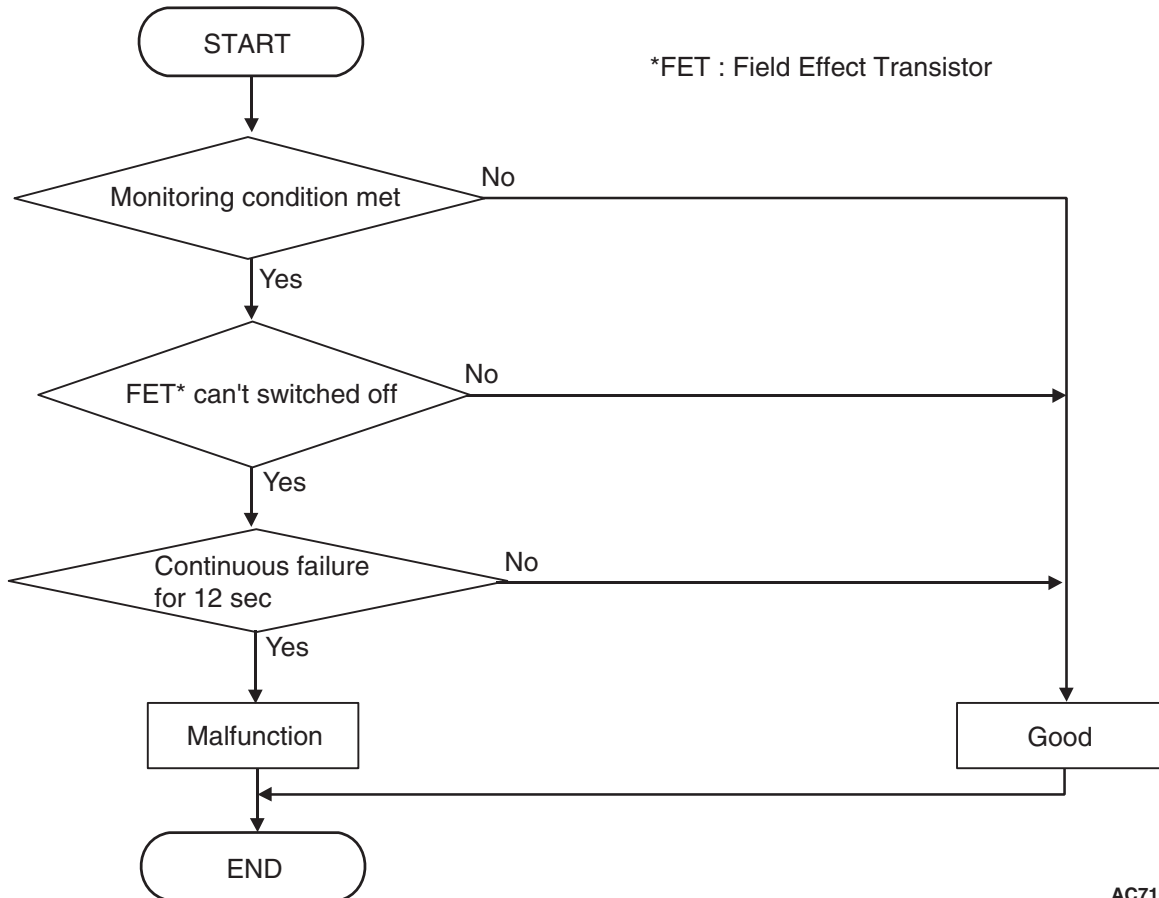 START
*FET : Field Effect Transistor
Monitoring condition met
No
Yes
FET* can't switched off
No
Yes
Continuous failure
for 12 sec
No
Yes
Malfunction
Good
END
AC71